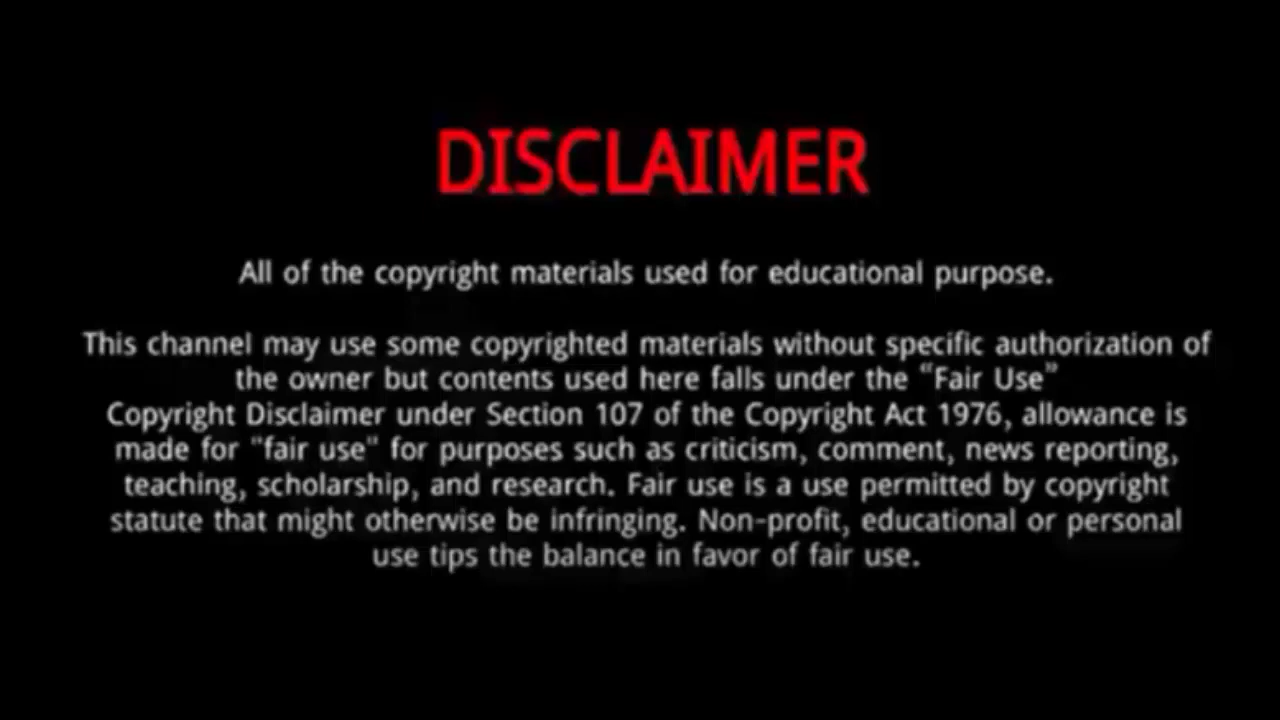 DISCLAIMER
All of the copyright materials used for educational purpose.
This channel may use some copyrighted materials without specific authorization of
the owner but contents used here falls under the “Fair Use”
Copyright Disclaimer under Section 107 of the Copyright Act 1976, allowance is
made for "fair use" for purposes such as criticism, comment, news reporting,
teaching, scholarship, and research. Fair use is a use permitted by copyright
statute that might otherwise be infringing. Non-profit, educational or personal
use tips the balance in favor of fair use.